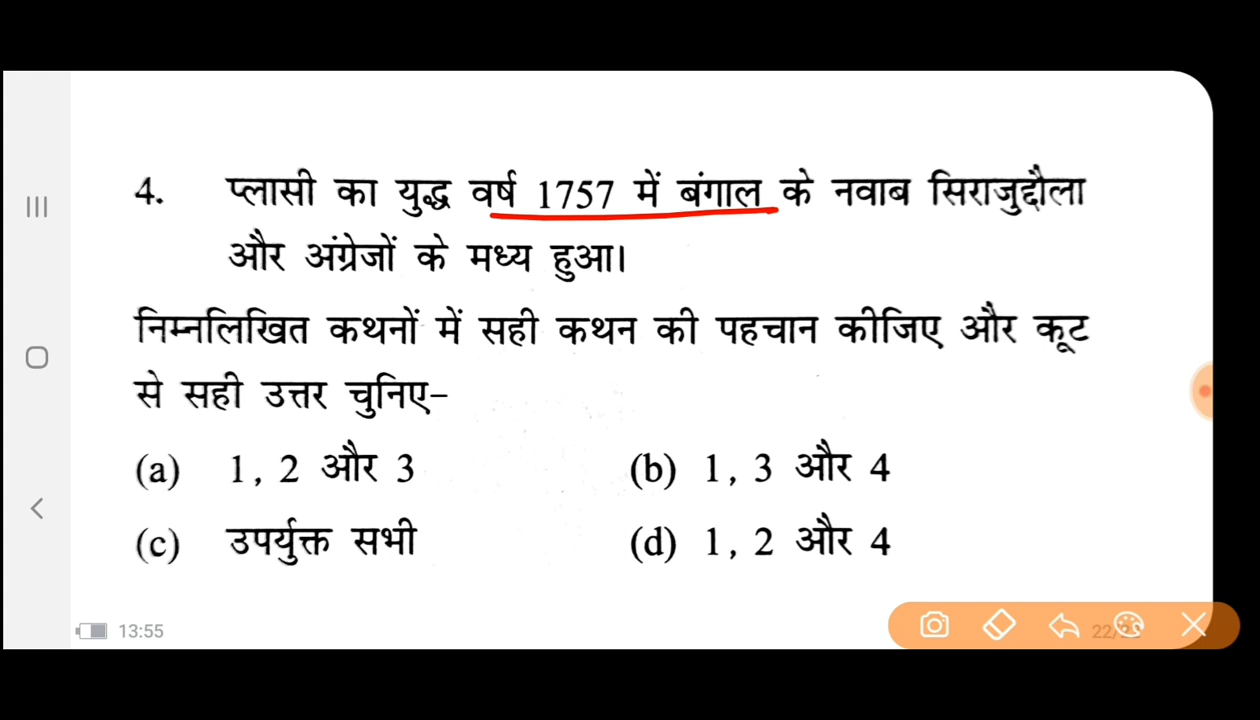 4. प्लासी का युद्ध वर्ष 1757 में बंगाल के नवाब सिराजुद्दौला
और अंग्रेजों के मध्य हुआ।
निम्नलिखित कथनों में सही कथन की पहचान कीजिए और कूट
से सही उत्तर चुनिए-
(a) 1, 2 और 3 (b) 1, 3 और 4
(c) उपर्युक्त सभी (d) 1, 2 और 4
13:55